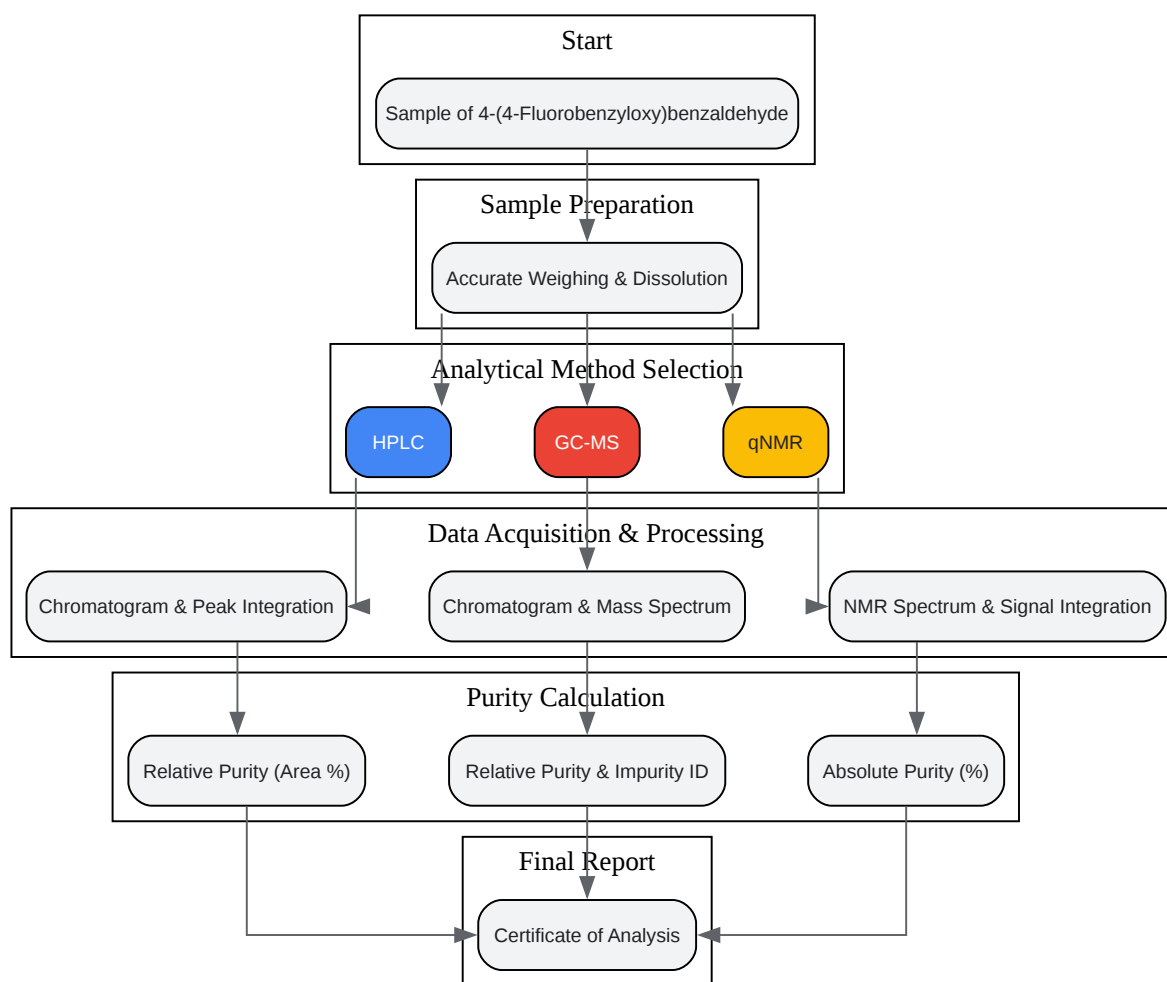 Start
Sample of 4-(4-Fluorobenzyloxy)benzaldehyde
Sample Preparation
Accurate Weighing & Dissolution
Analytical Method Selection
HPLC
GC-MS
qNMR
Data Acquisition & Processing
Chromatogram & Peak Integration
Chromatogram & Mass Spectrum
NMR Spectrum & Signal Integration
Purity Calculation
Relative Purity (Area %)
Relative Purity & Impurity ID
Absolute Purity (%)
Final Report
Certificate of Analysis